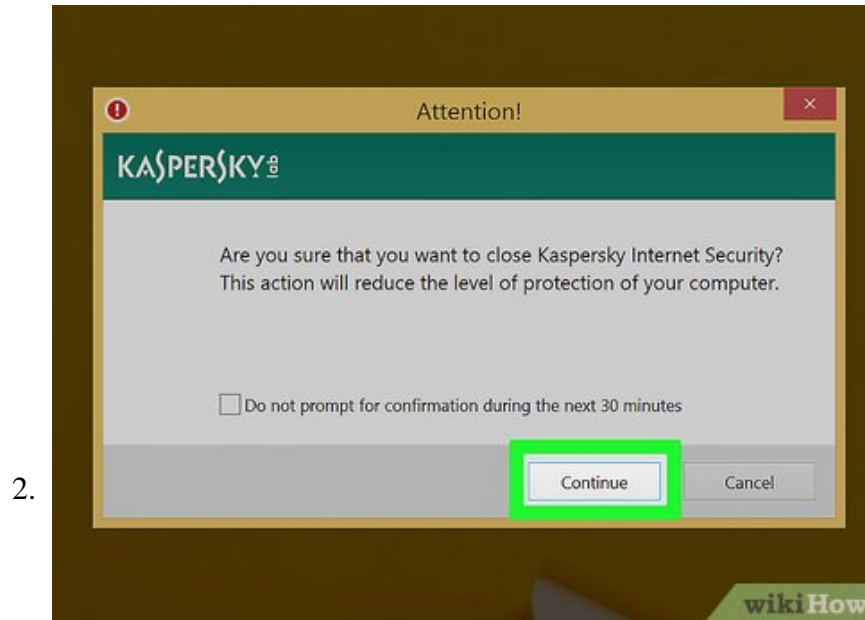 Attention!
KASPERSKY lab
Are you sure that you want to close Kaspersky Internet Security?
This action will reduce the level of protection of your computer.
Do not prompt for confirmation during the next 30 minutes
2.
Continue
Cancel
wikiHow